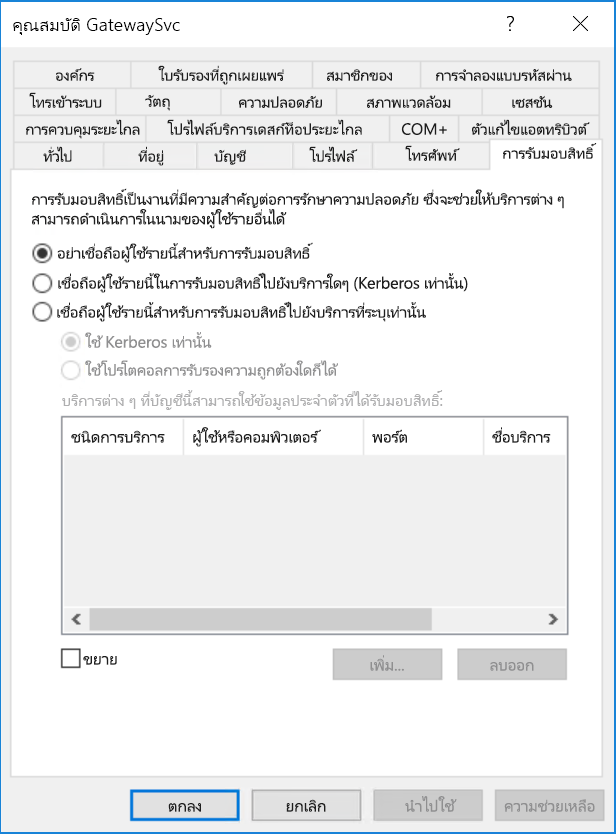 คุณสมบัติ GatewaySvc ?
องค์กร ใบรับรองที่ถูกเผยแพร่ สมาชิกของ การจำลองแบบรหัสผ่าน
โทรเข้าระบบ วัตถุ ความปลอดภัย สภาพแวดล้อม เซสชัน
การควบคุมระยะไกล โปรไฟล์บริการเดสก์ท็อประยะไกล COM+ ตัวแก้ไขแอตทริบิวต์
ทั่วไป ที่อยู่ บัญชี โปรไฟล์ โทรศัพท์ การรับมอบสิทธิ์
การรับมอบสิทธิ์เป็นงานที่มีความสำคัญต่อการรักษาความปลอดภัย ซึ่งจะช่วยให้บริการต่าง ๆ
สามารถดำเนินการในนามของผู้ใช้รายอื่นได้
อย่าเชื่อถือผู้ใช้รายนี้สำหรับการรับมอบสิทธิ์
เชื่อถือผู้ใช้รายนี้ในการรับมอบสิทธิ์ไปยังบริการใดๆ (Kerberos เท่านั้น)
เชื่อถือผู้ใช้รายนี้สำหรับการรับมอบสิทธิ์ไปยังบริการที่ระบุเท่านั้น
ใช้ Kerberos เท่านั้น
ใช้โปรโตคอลการรับรองความถูกต้องใดก็ได้
บริการต่าง ๆ ที่บัญชีนี้สามารถใช้ข้อมูลประจำตัวที่ได้รับมอบสิทธิ์:
ชนิดการบริการ ผู้ใช้หรือคอมพิวเตอร์ พอร์ต ชื่อบริการ
ขยาย เพิ่ม... ลบออก
ตกลง ยกเลิก นำไปใช้ ความช่วยเหลือ